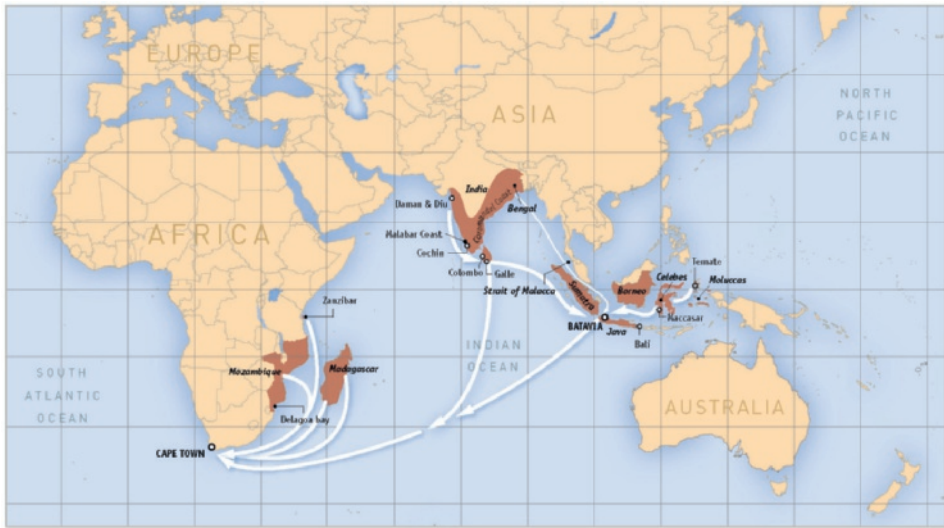 EUROPE
ASIA
NORTH
PACIFIC
OCEAN
AFRICA
India
Coromandel Coast
Bengal
Daman & Diu
Malabar Coast
Cochin
Colombo
Galle
Strait of Malacca
Sumatra
Borneo
Celebes
Ternate
Moluccas
Maccasar
BATAVIA
Java
Bali
Zanzibar
INDIAN
OCEAN
Mozambique
Madagascar
Delagoa bay
SOUTH
ATLANTIC
OCEAN
AUSTRALIA
CAPE TOWN